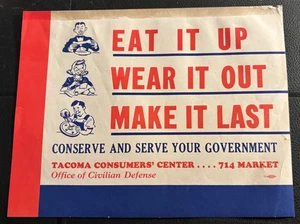 EAT IT UP
WEAR IT OUT
MAKE IT LAST
CONSERVE AND SERVE YOUR GOVERNMENT
TACOMA CONSUMERS' CENTER . . . . 714 MARKET
Office of Civilian Defense